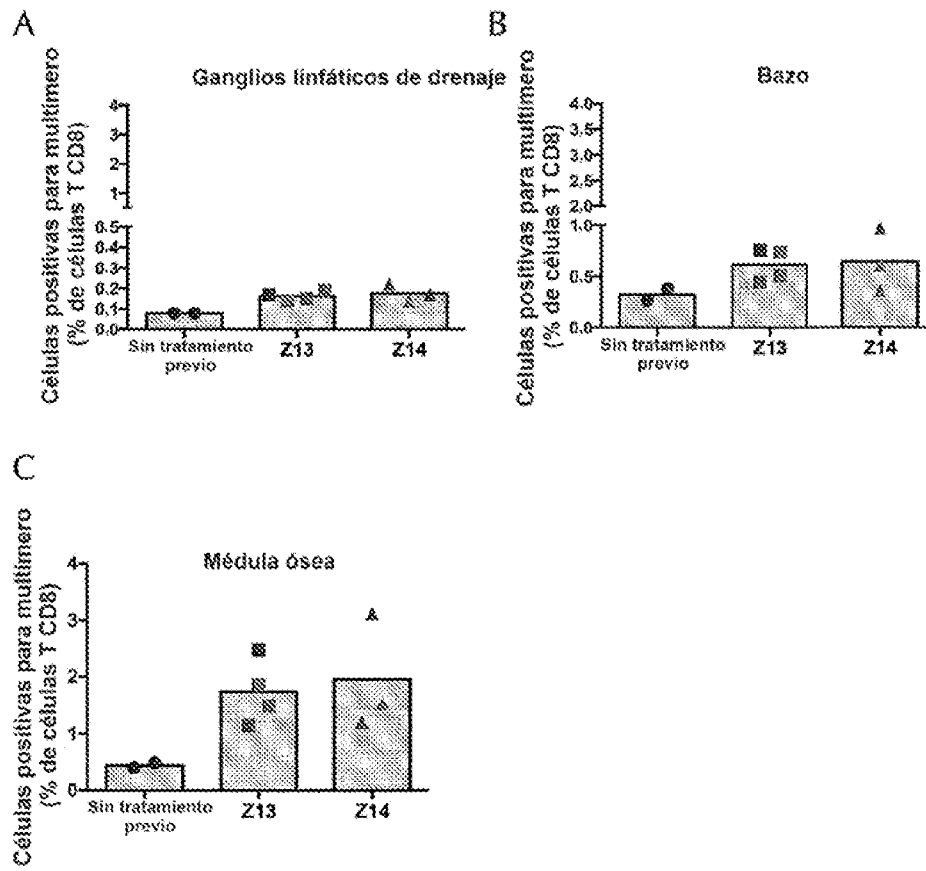 A
Ganglios linfáticos de drenaje
Células positivas para multímero
(% de células T CD8)
4
3
2
1
0.5
0.4
0.3
0.2
0.1
0.0
Sin tratamiento
previo
Z13
Z14
B
Bazo
Células positivas para multímero
(% de células T CD8)
4.0
3.5
3.0
2.5
2.0
1.0
0.5
0.0
Sin tratamiento
previo
Z13
Z14
C
Médula ósea
Células positivas para multímero
(% de células T CD8)
4
3
2
1
0
Sin tratamiento
previo
Z13
Z14